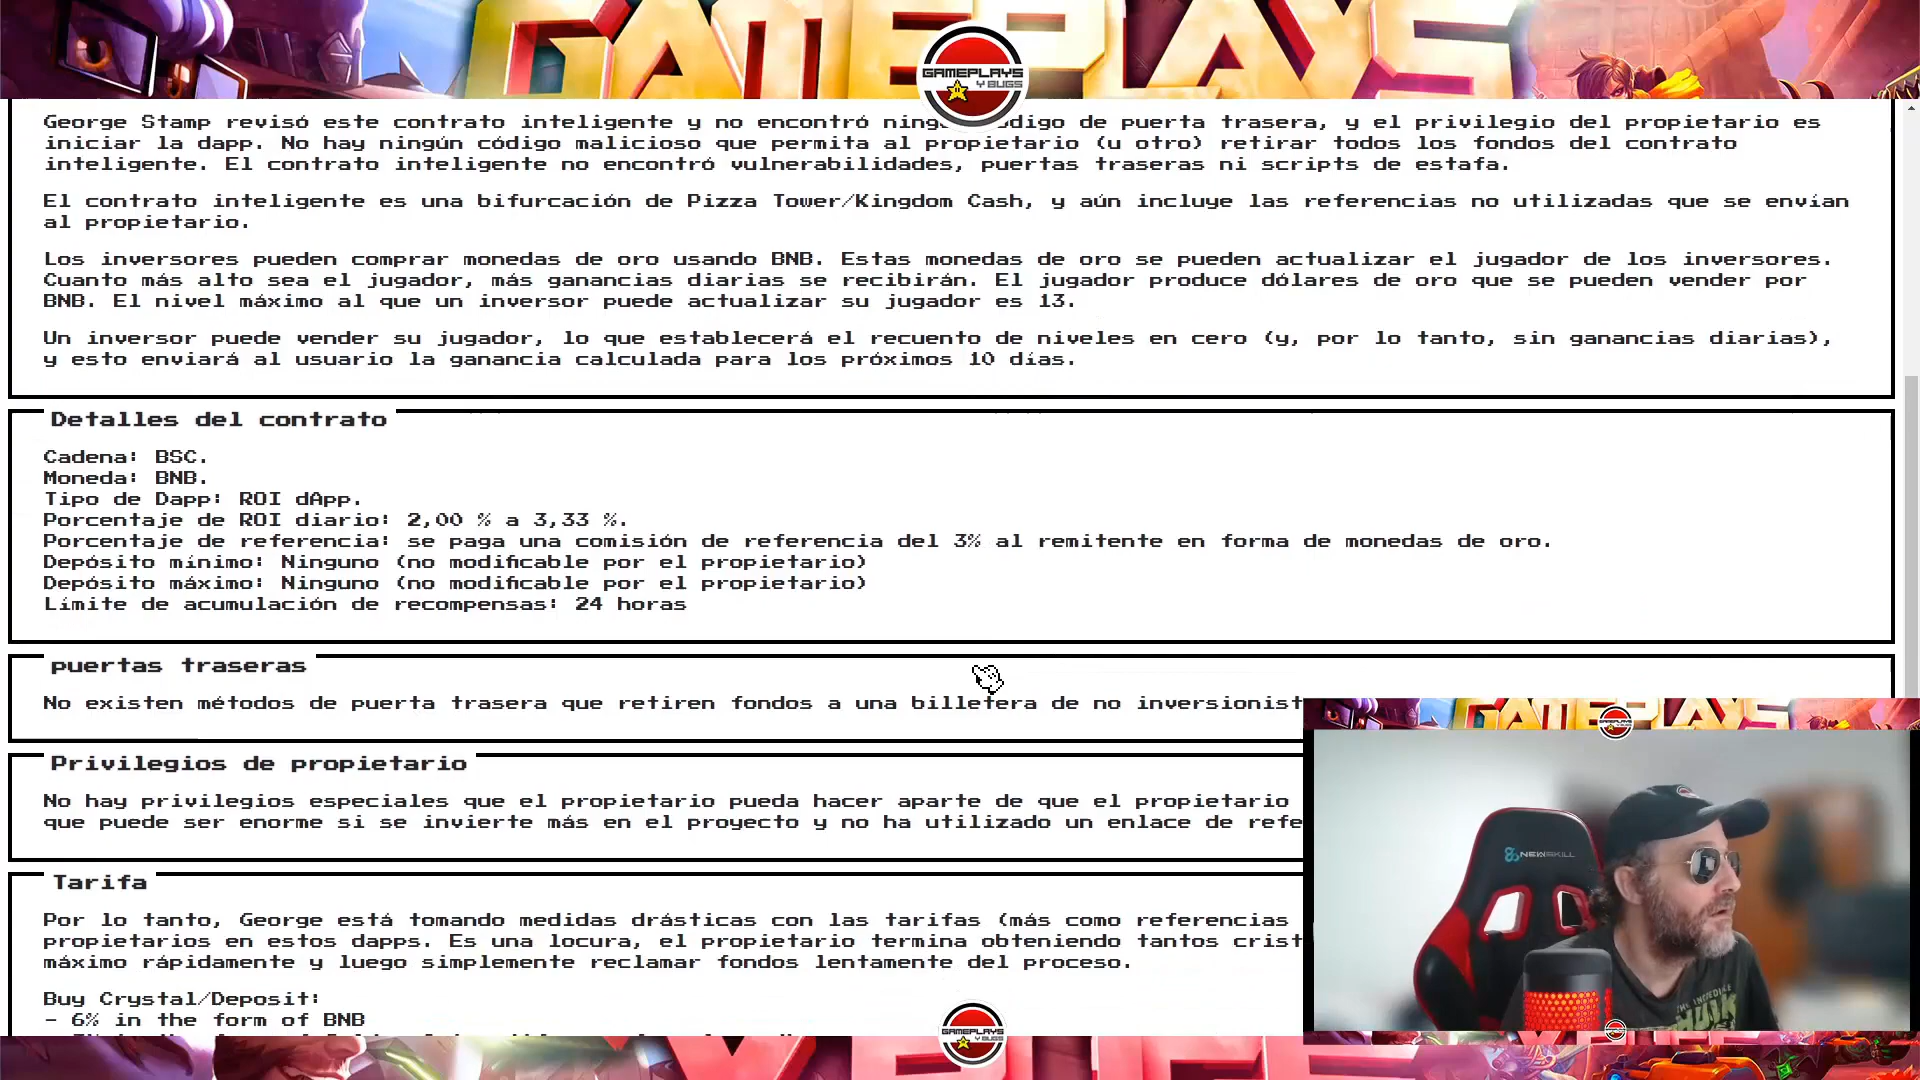 GAMEPLAYS
GAMEPLAYS
Y BUGS
George Stamp revisó este contrato inteligente y no encontró código de puerta trasera, y el privilegio del propietario es
iniciar la dapp. No hay ningún código malicioso que permita al propietario (u otro) retirar todos los fondos del contrato
inteligente. El contrato inteligente no encontró vulnerabilidades, puertas traseras ni scripts de estafa.
El contrato inteligente es una bifurcación de Pizza Tower/Kingdom Cash, y aún incluye las referencias no utilizadas que se envían
al propietario.
Los inversores pueden comprar monedas de oro usando BNB. Estas monedas de oro se pueden actualizar el jugador de los inversores.
Cuanto más alto sea el jugador, más ganancias diarias se recibirán. El jugador produce dólares de oro que se pueden vender por
BNB. El nivel máximo al que un inversor puede actualizar su jugador es 13.
Un inversor puede vender su jugador, lo que establecerá el recuento de niveles en cero (y, por lo tanto, sin ganancias diarias),
y esto enviará al usuario la ganancia calculada para los próximos 10 días.
Detalles del contrato
Cadena: BSC.
Moneda: BNB.
Tipo de Dapp: ROI dApp.
Porcentaje de ROI diario: 2,00 % a 3,33 %.
Porcentaje de referencia: se paga una comisión de referencia del 3% al remitente en forma de monedas de oro.
Depósito mínimo: Ninguno (no modificable por el propietario)
Depósito máximo: Ninguno (no modificable por el propietario)
Límite de acumulación de recompensas: 24 horas
puertas traseras
No existen métodos de puerta trasera que retiren fondos a una billetera de no inversionist
Privilegios de propietario
No hay privilegios especiales que el propietario pueda hacer aparte de que el propietario
que puede ser enorme si se invierte más en el proyecto y no ha utilizado un enlace de refe
Tarifa
Por lo tanto, George está tomando medidas drásticas con las tarifas (más como referencias
propietarios en estos dapps. Es una locura, el propietario termina obteniendo tantos crist
máximo rápidamente y luego simplemente reclamar fondos lentamente del proceso.
Buy Crystal/Deposit:
- 6% in the form of BNB
GAMEPLAYS
NEWSKILL
THE INCREDIBLE
HULK
GAMEPLAYS
Y BUGS